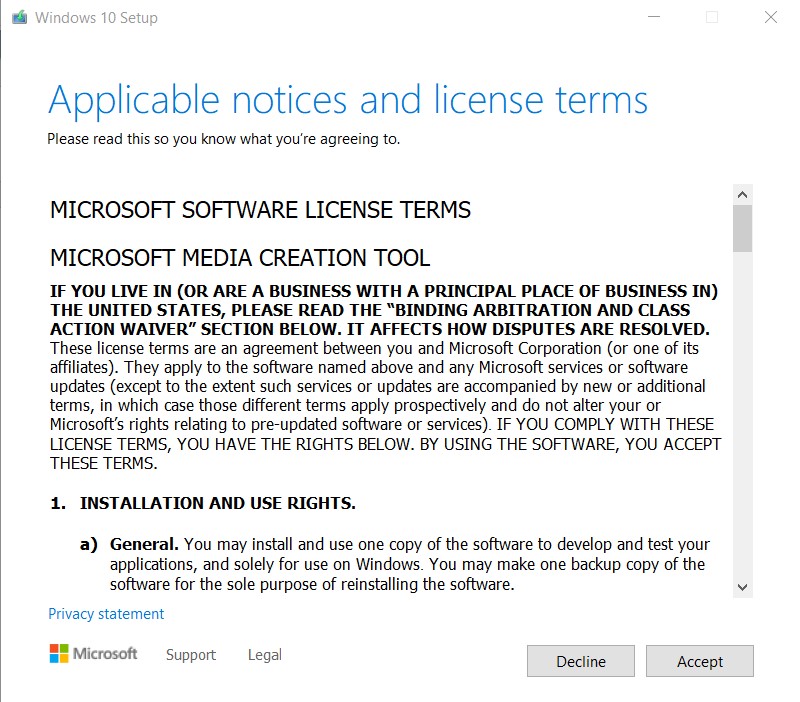 Windows 10 Setup
Applicable notices and license terms
Please read this so you know what you're agreeing to.
MICROSOFT SOFTWARE LICENSE TERMS
MICROSOFT MEDIA CREATION TOOL
IF YOU LIVE IN (OR ARE A BUSINESS WITH A PRINCIPAL PLACE OF BUSINESS IN)
THE UNITED STATES, PLEASE READ THE “BINDING ARBITRATION AND CLASS
ACTION WAIVER” SECTION BELOW. IT AFFECTS HOW DISPUTES ARE RESOLVED.
These license terms are an agreement between you and Microsoft Corporation (or one of its
affiliates). They apply to the software named above and any Microsoft services or software
updates (except to the extent such services or updates are accompanied by new or additional
terms, in which case those different terms apply prospectively and do not alter your or
Microsoft’s rights relating to pre-updated software or services). IF YOU COMPLY WITH THESE
LICENSE TERMS, YOU HAVE THE RIGHTS BELOW. BY USING THE SOFTWARE, YOU ACCEPT
THESE TERMS.
1. INSTALLATION AND USE RIGHTS.
a) General. You may install and use one copy of the software to develop and test your
applications, and solely for use on Windows. You may make one backup copy of the
software for the sole purpose of reinstalling the software.
Privacy statement
Microsoft Support Legal
Decline Accept